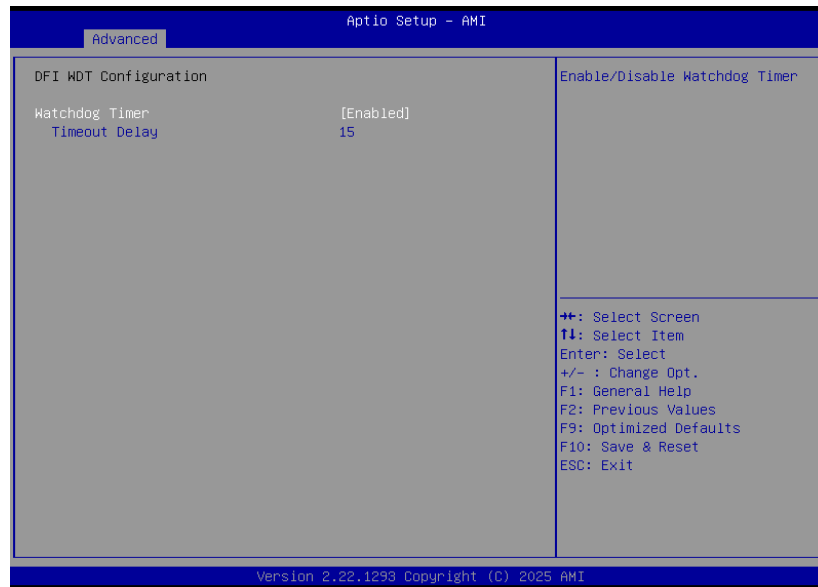 Aptio Setup – AMI
Advanced
DFI WDT Configuration
Watchdog Timer [Enabled]
Timeout Delay 15
Enable/Disable Watchdog Timer
→←: Select Screen
↑↓: Select Item
Enter: Select
+/- : Change Opt.
F1: General Help
F2: Previous Values
F9: Optimized Defaults
F10: Save & Reset
ESC: Exit
Version 2.22.1293 Copyright (C) 2025 AMI